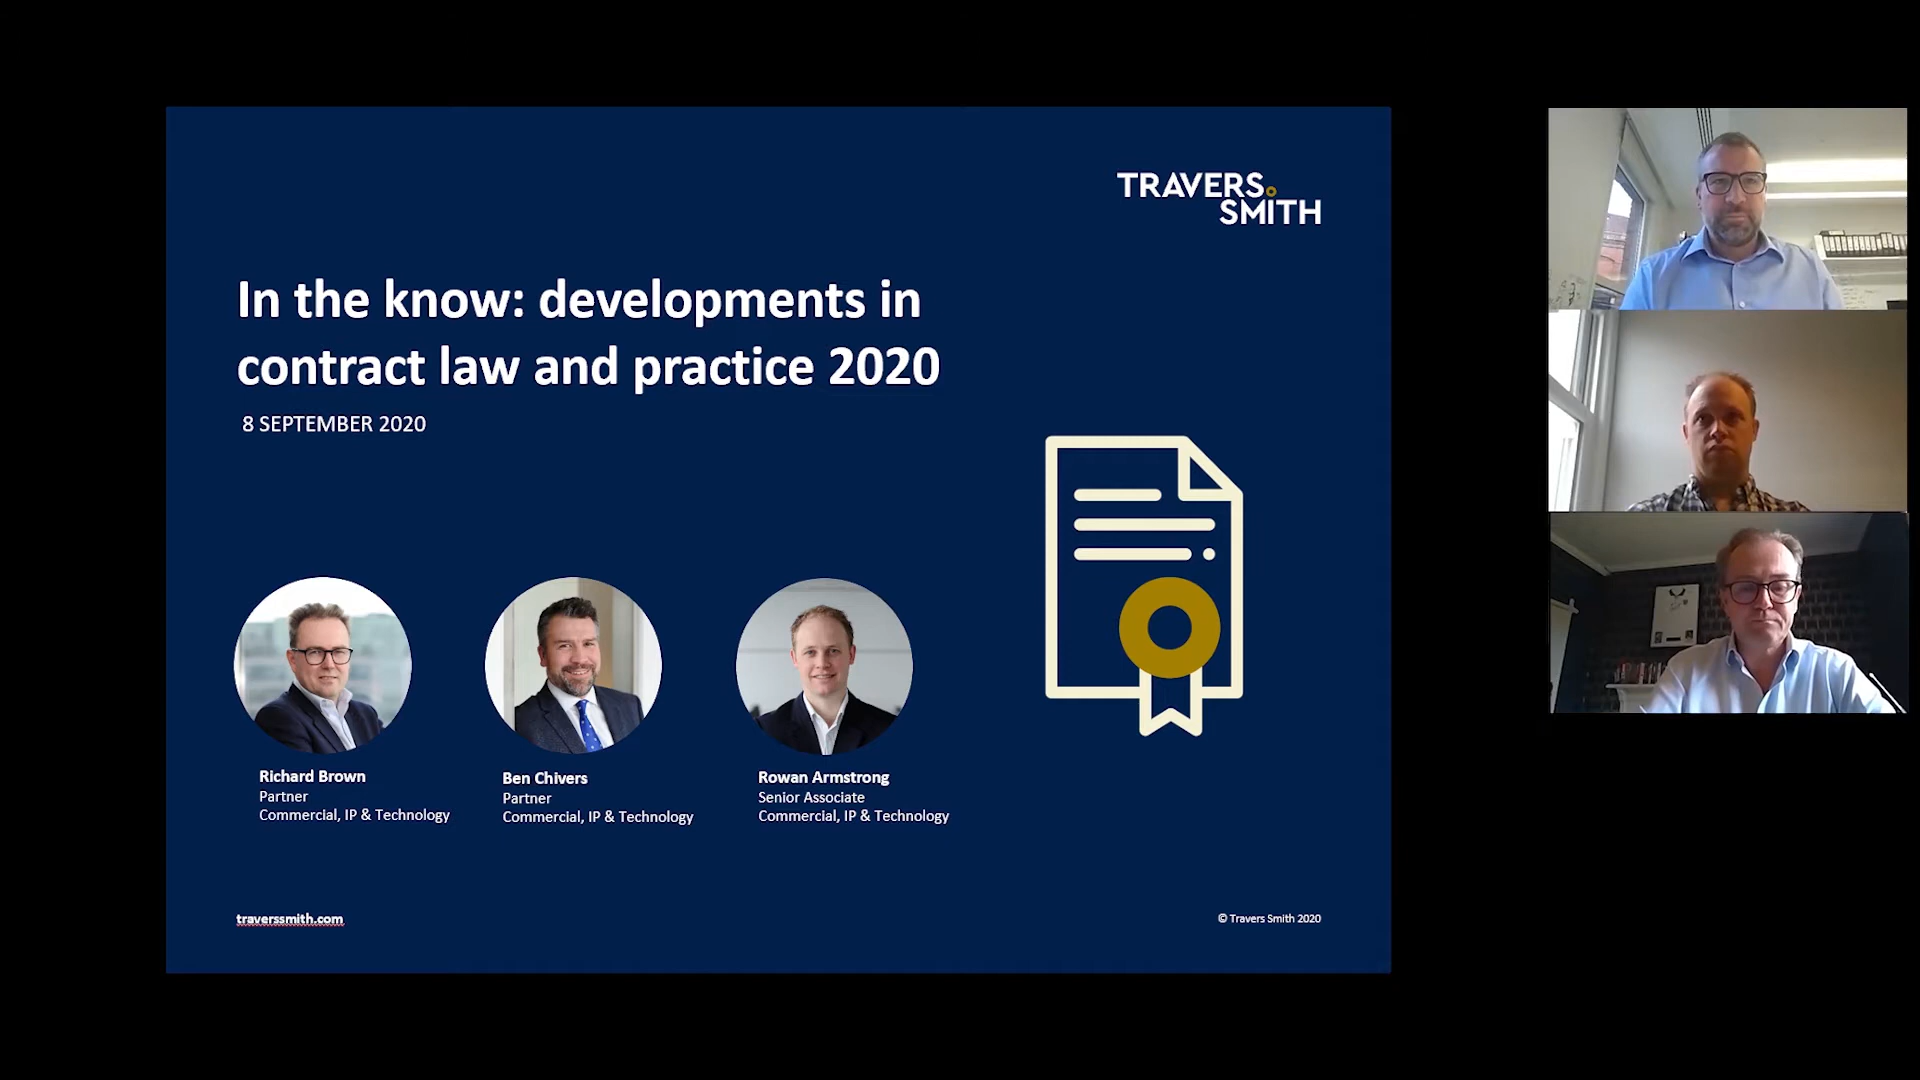 TRAVERS
SMITH
In the know: developments in
contract law and practice 2020
8 SEPTEMBER 2020
Richard Brown
Partner
Commercial, IP & Technology
Ben Chivers
Partner
Commercial, IP & Technology
Rowan Armstrong
Senior Associate
Commercial, IP & Technology
traverssmith.com
© Travers Smith 2020